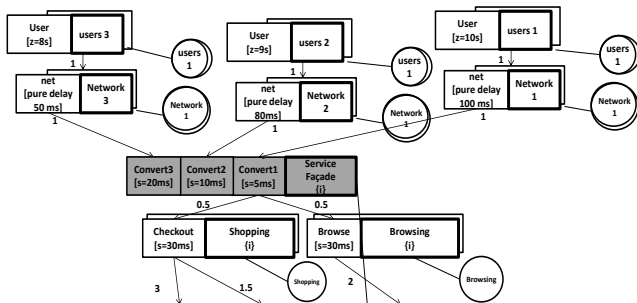 User
[z=8s]
users 3
users
1
User
[z=9s]
users 2
users
1
User
[z=10s]
users 1
users
1
1
1
1
net
[pure delay
50 ms]
Network
3
Network
1
net
[pure delay
80ms]
Network
2
Network
1
net
[pure delay
100 ms]
Network
1
Network
1
1
1
1
Convert3
[s=20ms]
Convert2
[s=10ms]
Convert1
[s=5ms]
Service
Façade
{i}
0.5
0.5
Checkout
[s=30ms]
Shopping
{i}
Browse
[s=30ms]
Browsing
{i}
Shopping
Browsing
3
1.5
2